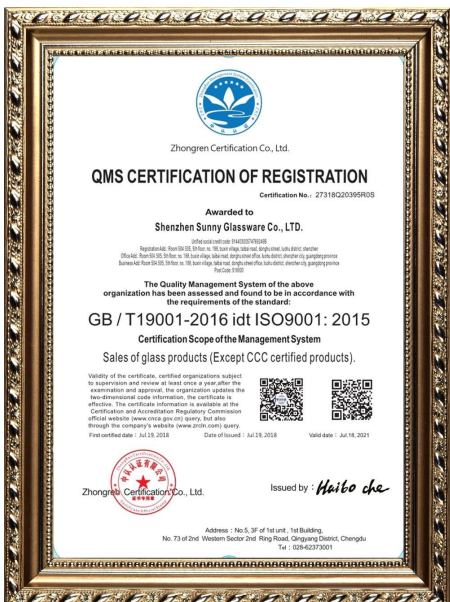 Zhongren Certification Co., Ltd.
QMS CERTIFICATION OF REGISTRATION
Certification No.: 27318Q20395R0S
Awarded to
Shenzhen Sunny Glassware Co., LTD.
Post Code: 518001
The Quality Management System of the above
organization has been assessed and found to be in accordance with
the requirements of the standard:
GB / T19001-2016 idt ISO9001: 2015
Certification Scope of the Management System
Sales of glass products (Except CCC certified products).
Validity of the certificate, certified organizations subject
to supervision and review at least once a year,after the
examination and approval, the organization updates the
two-dimensional code information, the certificate is
effective. The certificate information is available at the
Certification and Accreditation Regulatory Commission
official website (www.cnca.gov.cn) query, but also
through the company's website (www.zrcln.com) query.
First certified date : Jul.19, 2018 Date of Issued : Jul.19, 2018 Valid date : Jul.18, 2021
Zhongren Certification Co., Ltd.
Issued by : Haibo che
Address : No.5, 3F of 1st unit , 1st Building,
No. 73 of 2nd Western Sector 2nd Ring Road, Qingyang District, Chengdu
Tel : 028-62373001